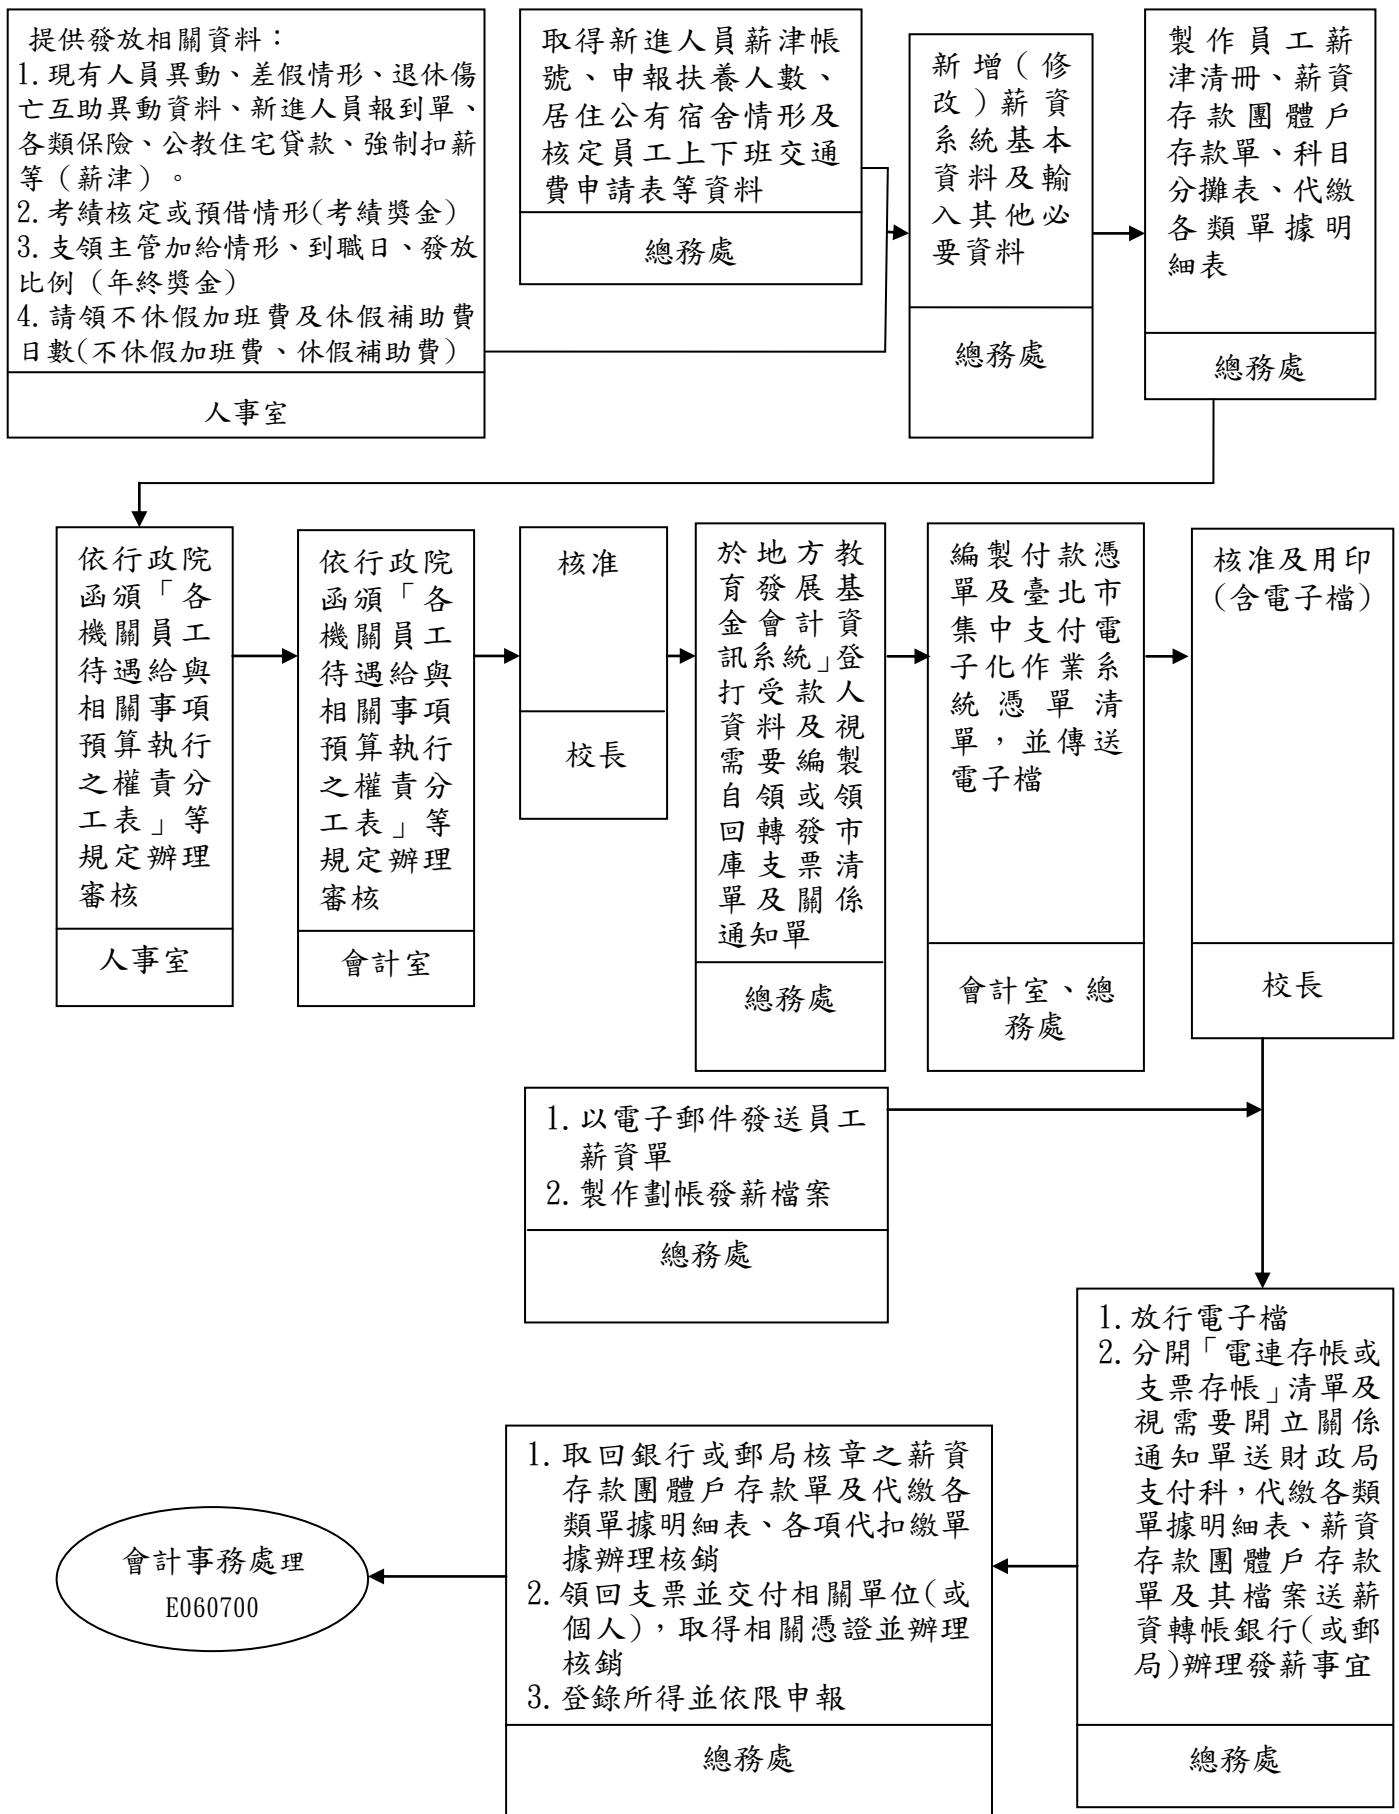 提供發放相關資料：
1.現有人員異動、差假情形、退休傷
亡互助異動資料、新進人員報到單、
各類保險、公教住宅貸款、強制扣薪
等（薪津）。
2.考績核定或預借情形(考績獎金)
3.支領主管加給情形、到職日、發放
比例（年終獎金)
4.請領不休假加班費及休假補助費
日數(不休假加班費、休假補助費)
人事室
取得新進人員薪津帳
號、申報扶養人數、
居住公有宿舍情形及
核定員工上下班交通
費申請表等資料
總務處
新增（修
改）薪資
系統基本
資料及輸
入其他必
要資料
總務處
製作員工薪
津清冊、薪資
存款團體戶
存款單、科目
分攤表、代繳
各類單據明
細表
總務處
依行政院
函頒「各
機關員工
待遇給與
相關事項
預算執行
之權責分
工表」等
規定辦理
審核
人事室
依行政院
函頒「各
機關員工
待遇給與
相關事項
預算執行
之權責分
工表」等
規定辦理
審核
會計室
核准
校長
於地方教
育發展基
金會計資
訊系統」登
打受款人
資料及視
需要編製
自領或領
回轉發市
庫支票清
單及關係
通知單
總務處
編製付款憑
單及臺北市
集中支付電
子化作業系
統憑單清
單，並傳送
電子檔
會計室、總
務處
核准及用印
(含電子檔)
校長
1.以電子郵件發送員工
薪資單
2.製作劃帳發薪檔案
總務處
1.放行電子檔
2.分開「電連存帳或
支票存帳」清單及
視需要開立關係
通知單送財政局
支付科，代繳各類
單據明細表、薪資
存款團體戶存款
單及其檔案送薪
資轉帳銀行(或郵
局)辦理發薪事宜
總務處
1.取回銀行或郵局核章之薪資
存款團體戶存款單及代繳各
類單據明細表、各項代扣繳單
據辦理核銷
2.領回支票並交付相關單位(或
個人)，取得相關憑證並辦理
核銷
3.登錄所得並依限申報
總務處
會計事務處理
E060700